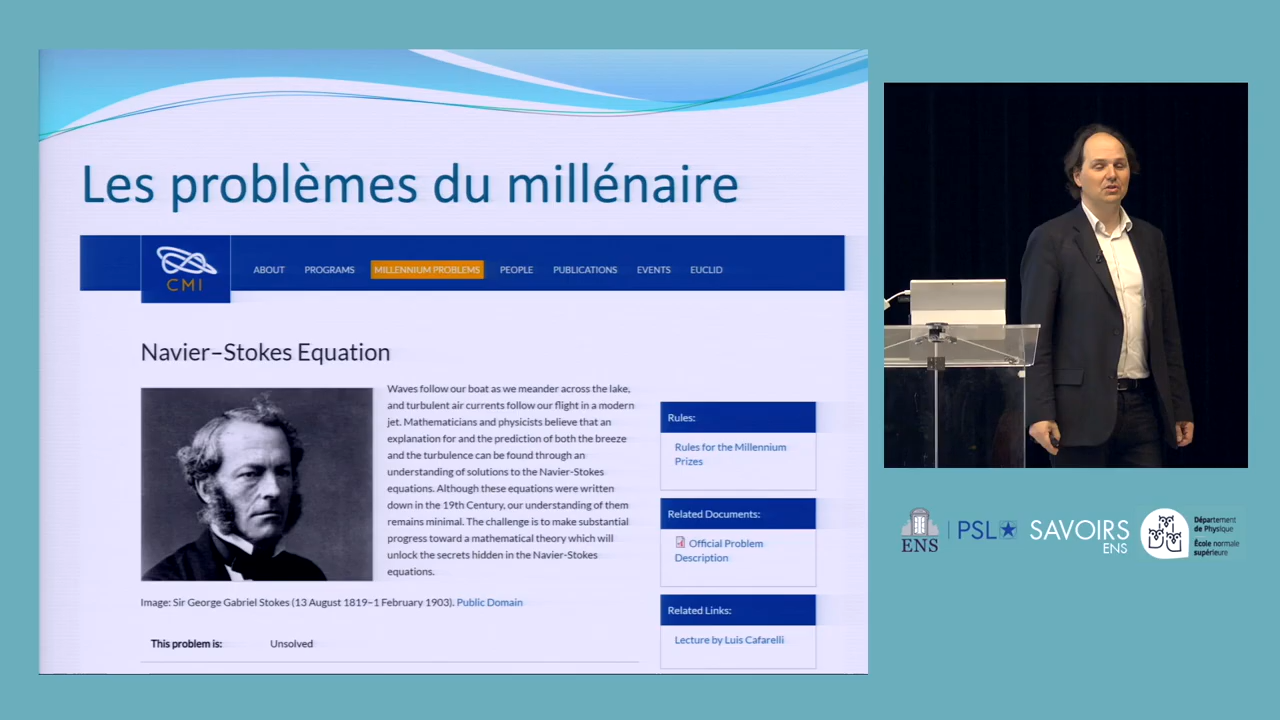 Les problèmes du millénaire
CMI
ABOUT PROGRAMS MILLENNIUM PROBLEMS PEOPLE PUBLICATIONS EVENTS EUCLID
Navier–Stokes Equation
Waves follow our boat as we meander across the lake,
and turbulent air currents follow our flight in a modern
jet. Mathematicians and physicists believe that an
explanation for and the prediction of both the breeze
and the turbulence can be found through an
understanding of solutions to the Navier-Stokes
equations. Although these equations were written
down in the 19th Century, our understanding of them
remains minimal. The challenge is to make substantial
progress toward a mathematical theory which will
unlock the secrets hidden in the Navier-Stokes
equations.
Image: Sir George Gabriel Stokes (13 August 1819–1 February 1903). Public Domain
This problem is: Unsolved
Rules:
Rules for the Millennium
Prizes
Related Documents:
Official Problem
Description
Related Links:
Lecture by Luis Cafarelli
ENS
PSL
SAVOIRS
ENS
Département
de Physique
École normale
supérieure